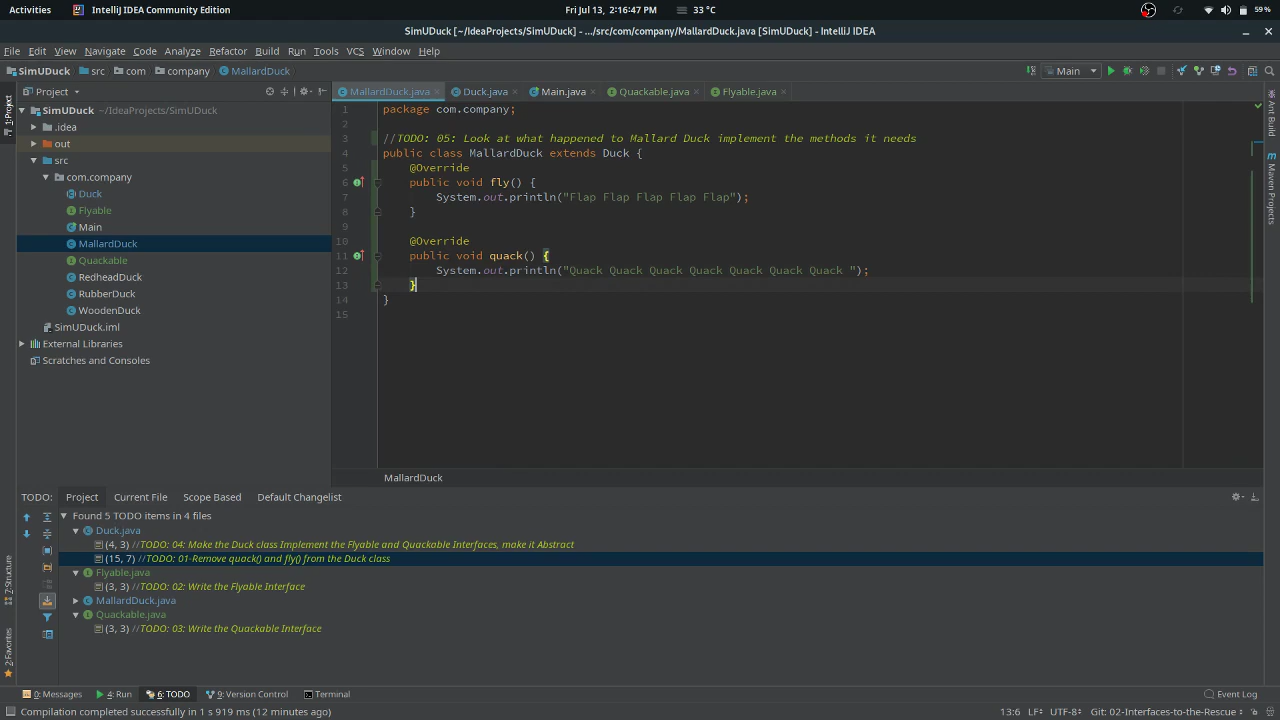 Activities IntelliJ IDEA Community Edition Fri Jul 13, 2:16:47 PM 33 °C 59 %
SimUDuck [~/IdeaProjects/SimUDuck] - .../src/com/company/MallardDuck.java [SimUDuck] - IntelliJ IDEA
File Edit View Navigate Code Analyze Refactor Build Run Tools VCS Window Help
SimUDuck src com company MallardDuck Main
1: Project
Project MallardDuck.java Duck.java Main.java Quackable.java Flyable.java
SimUDuck ~/IdeaProjects/SimUDuck
.idea
out
src
com.company
Duck
Flyable
Main
MallardDuck
Quackable
RedheadDuck
RubberDuck
WoodenDuck
SimUDuck.iml
External Libraries
Scratches and Consoles
1 package com.company;
2
3 //TODO: 05: Look at what happened to Mallard Duck implement the methods it needs
4 public class MallardDuck extends Duck {
5 @Override
6 public void fly() {
7 System.out.println("Flap Flap Flap Flap Flap");
8 }
9
10 @Override
11 public void quack() {
12 System.out.println("Quack Quack Quack Quack Quack Quack Quack ");
13 }
14 }
15
MallardDuck
Ant Build
Maven Projects
TODO: Project Current File Scope Based Default Changelist
Found 5 TODO items in 4 files
Duck.java
(4, 3) //TODO: 04: Make the Duck class Implement the Flyable and Quackable Interfaces, make it Abstract
(15, 7) //TODO: 01-Remove quack() and fly() from the Duck class
Flyable.java
(3, 3) //TODO: 02: Write the Flyable Interface
MallardDuck.java
Quackable.java
(3, 3) //TODO: 03: Write the Quackable Interface
7: Structure
2: Favorites
0: Messages 4: Run 6: TODO 9: Version Control Terminal Event Log
Compilation completed successfully in 1 s 919 ms (12 minutes ago) 13:6 LF÷ UTF-8÷ Git: 02-Interfaces-to-the-Rescue÷